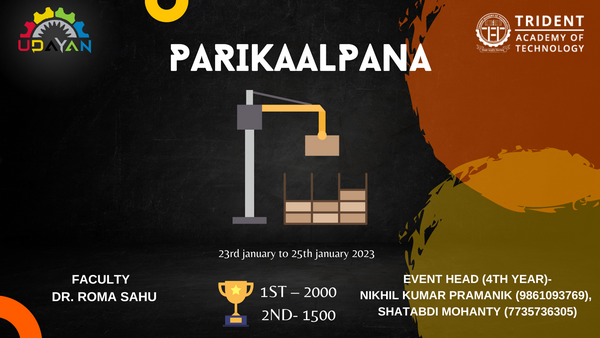 UDAYAN
TRIDENT
ACADEMY OF
TECHNOLOGY
PARIKAALPANA
23rd january to 25th january 2023
FACULTY
DR. ROMA SAHU
1ST – 2000
2ND- 1500
EVENT HEAD (4TH YEAR)-
NIKHIL KUMAR PRAMANIK (9861093769),
SHATABDI MOHANTY (7735736305)